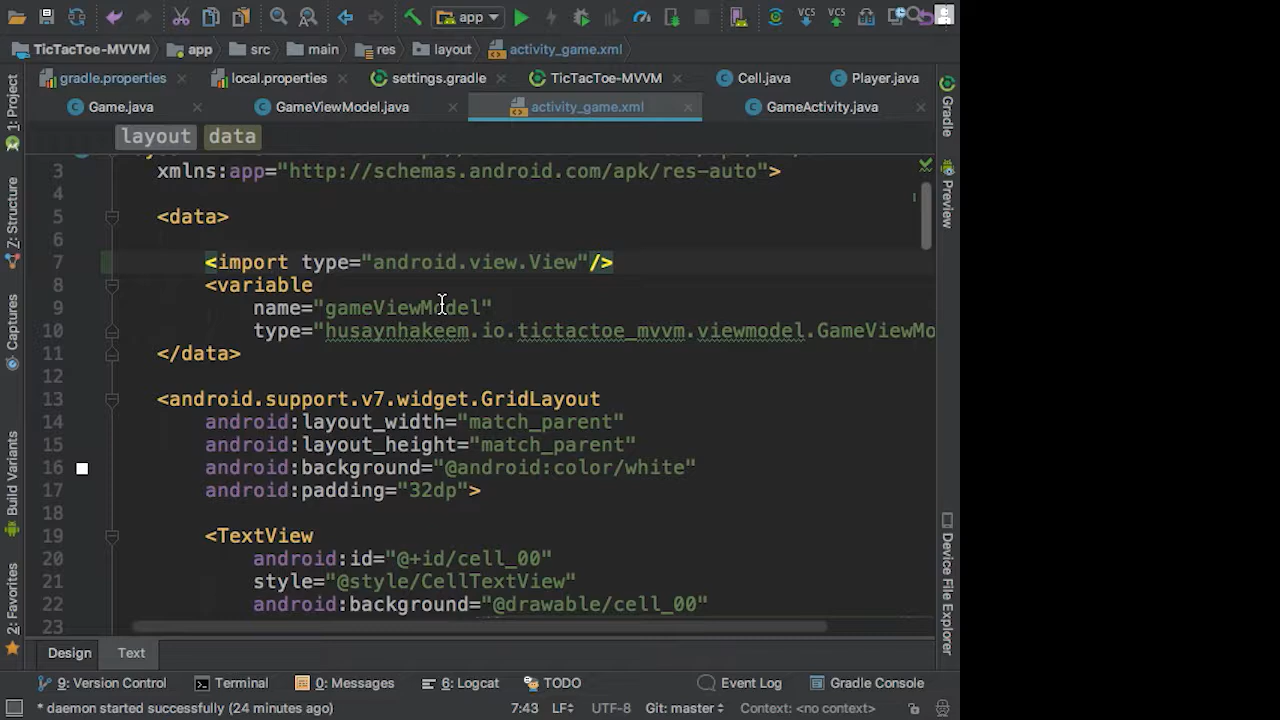 app
VCS
VCS
TicTacToe-MVVM
app
src
main
res
layout
activity_game.xml
gradle.properties
local.properties
settings.gradle
TicTacToe-MVVM
Cell.java
Player.java
Game.java
GameViewModel.java
activity_game.xml
GameActivity.java
layout
data
3 xmlns:app="http://schemas.android.com/apk/res-auto">
4
5 <data>
6
7 <import type="android.view.View"/>
8 <variable
9 name="gameViewModel"
10 type="husaynhakeem.io.tictactoe_mvvm.viewmodel.GameViewMo
11 </data>
12
13 <android.support.v7.widget.GridLayout
14 android:layout_width="match_parent"
15 android:layout_height="match_parent"
16 android:background="@android:color/white"
17 android:padding="32dp">
18
19 <TextView
20 android:id="@+id/cell_00"
21 style="@style/CellTextView"
22 android:background="@drawable/cell_00"
23
1: Project
7: Structure
Captures
Build Variants
2: Favorites
Gradle
Preview
Device File Explorer
Design
Text
9: Version Control
Terminal
0: Messages
6: Logcat
TODO
Event Log
Gradle Console
* daemon started successfully (24 minutes ago)
7:43
LF
UTF-8
Git: master
Context: <no context>